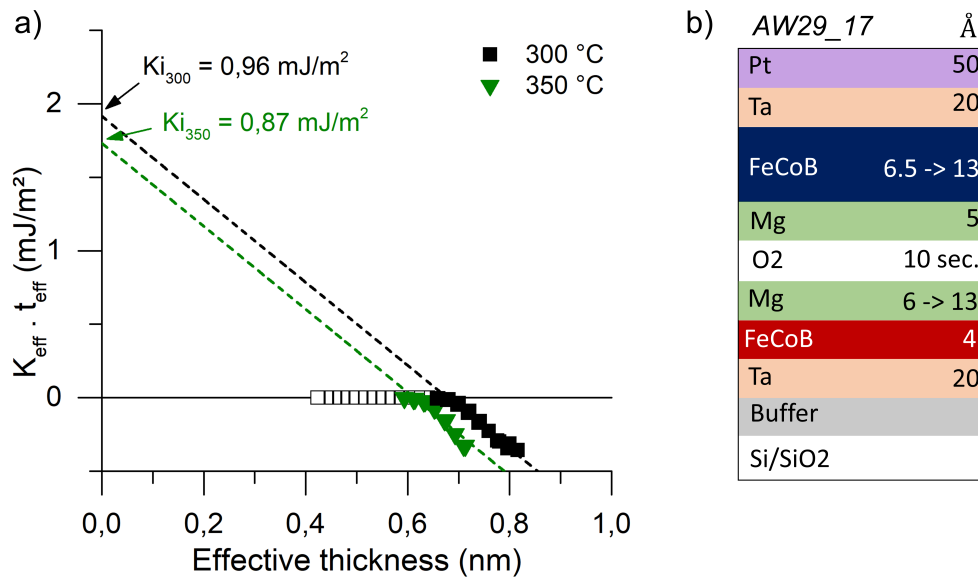 a)
Ki300 = 0,96 mJ/m²
Ki350 = 0,87 mJ/m²
300 °C
350 °C
2
1
0
Keff · teff (mJ/m²)
0,0 0,2 0,4 0,6 0,8 1,0
Effective thickness (nm)
b) AW29_17 Å
Pt 50
Ta 20
FeCoB 6.5 -> 13
Mg 5
O2 10 sec.
Mg 6 -> 13
FeCoB 4
Ta 20
Buffer
Si/SiO2